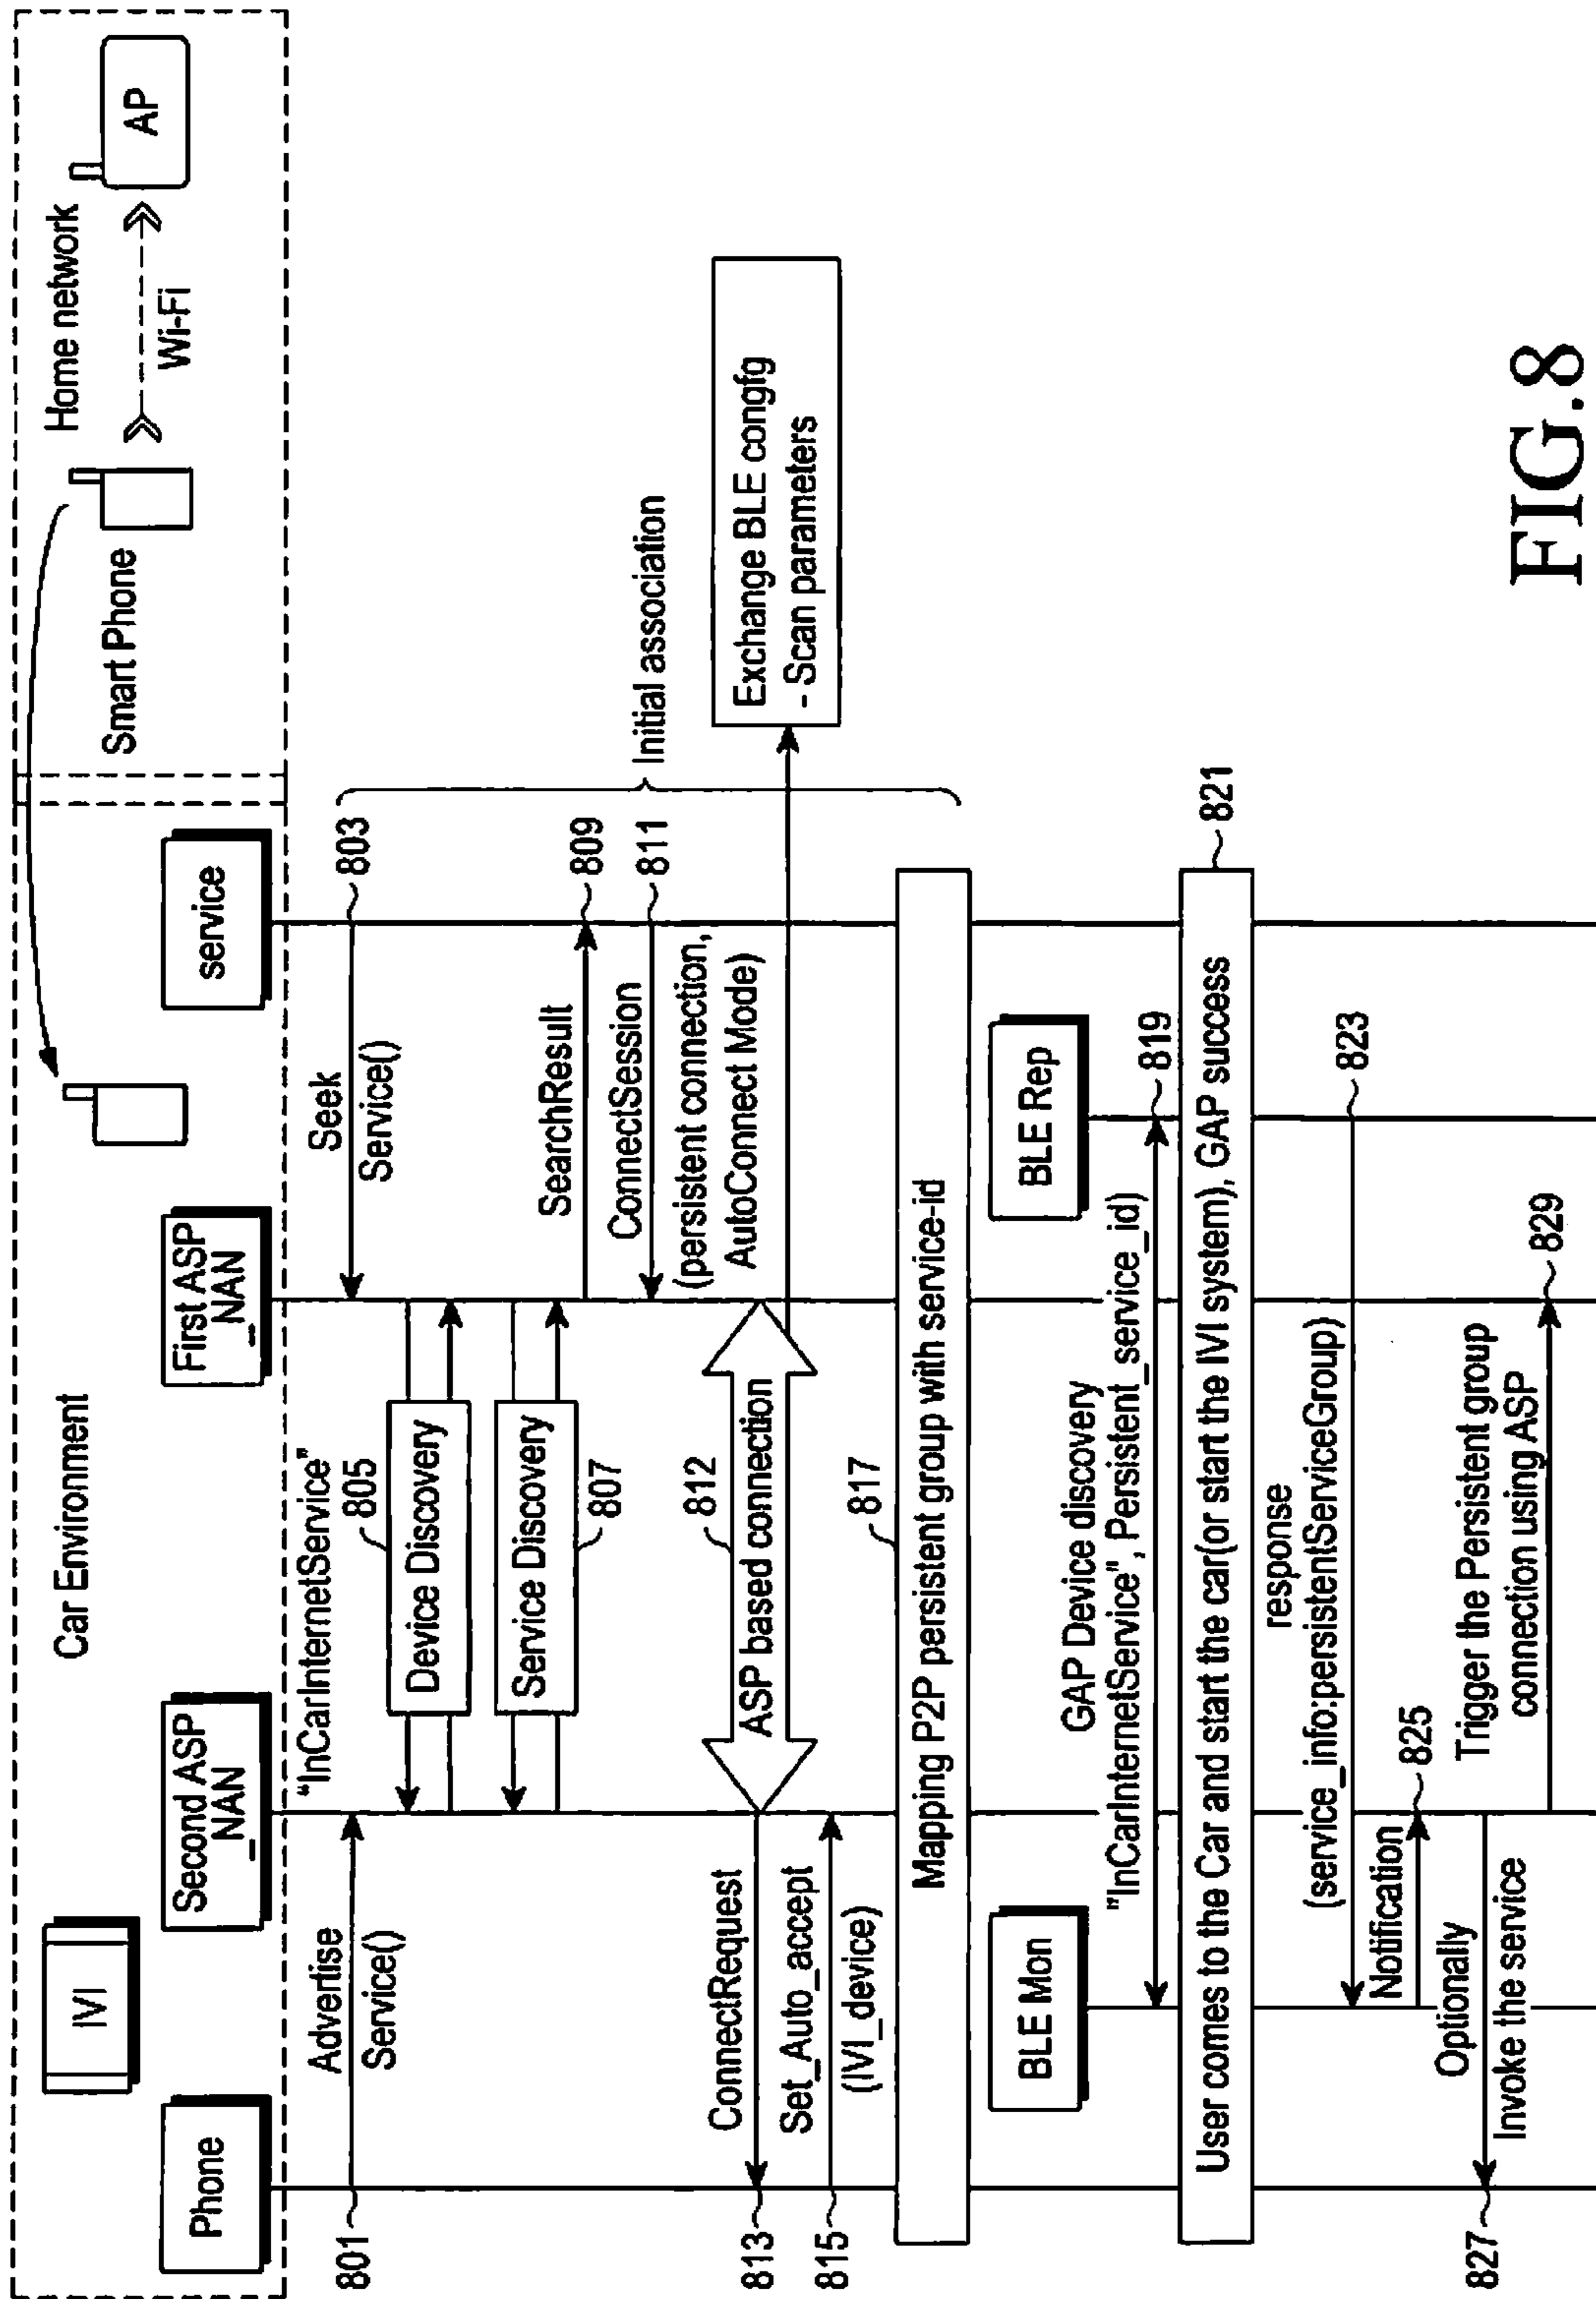 Car Environment
Home network
IVI
Smart Phone
Wi-Fi
AP
Phone
Second ASP
_NAN
First ASP
_NAN
service
801
Advertise
Service()
"InCarInternetService"
Seek
Service()
803
805
Device Discovery
Service Discovery
807
SearchResult
809
ConnectSession
811
(persistent connection,
AutoConnect Mode)
Initial association
812
ASP based connection
ConnectRequest
813
Exchange BLE congfg
- Scan parameters
Set_Auto_accept
(IVI_device)
815
817
Mapping P2P persistent group with service-id
BLE Mon
BLE Rep
GAP Device discovery
"InCarInternetService", Persistent_service_id)
819
User comes to the Car and start the car(or start the IVI system), GAP success
821
response
(service_info:persistentServiceGroup)
823
Notification
825
Optionally
Invoke the service
827
Trigger the Persistent group
connection using ASP
829
FIG.8